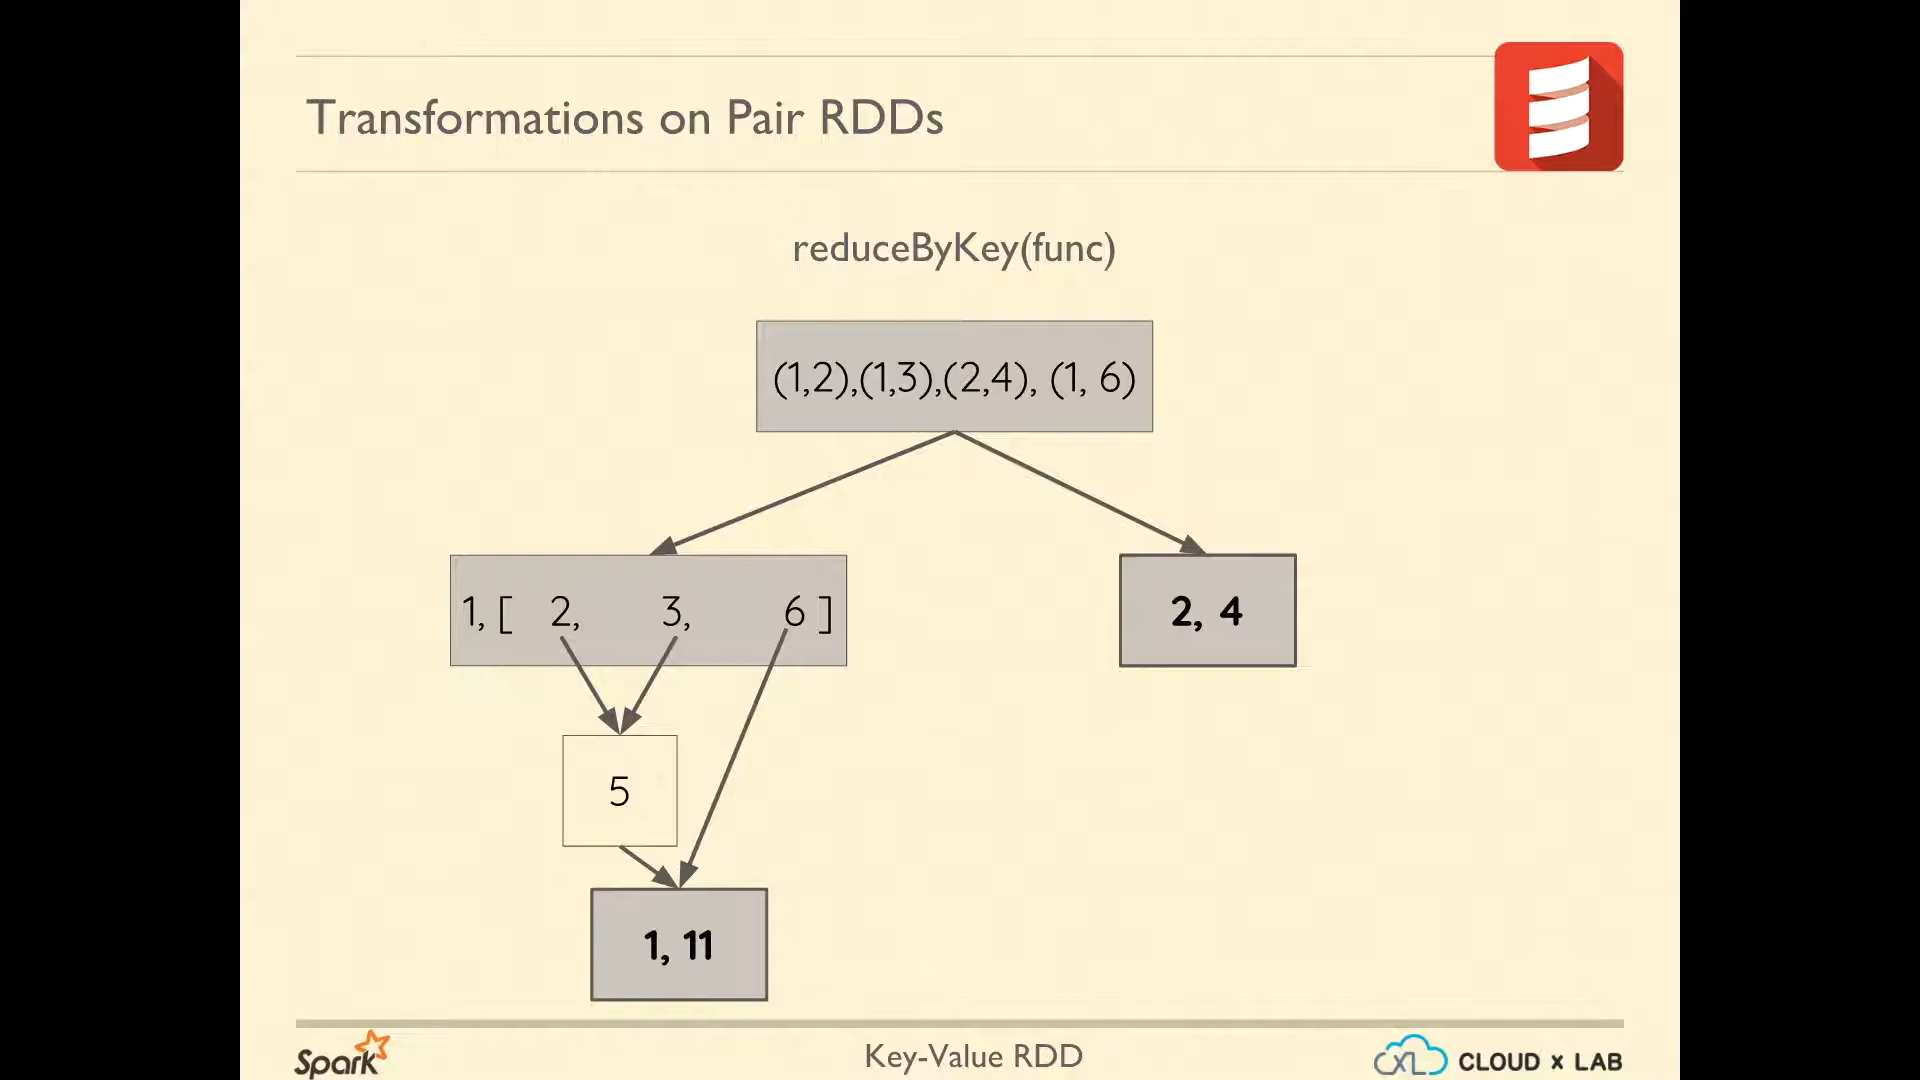 Transformations on Pair RDDs
reduceByKey(func)
(1,2),(1,3),(2,4), (1, 6)
1, [ 2, 3, 6 ]
2, 4
5
1, 11
Spark
Key-Value RDD
CXL CLOUD x LAB